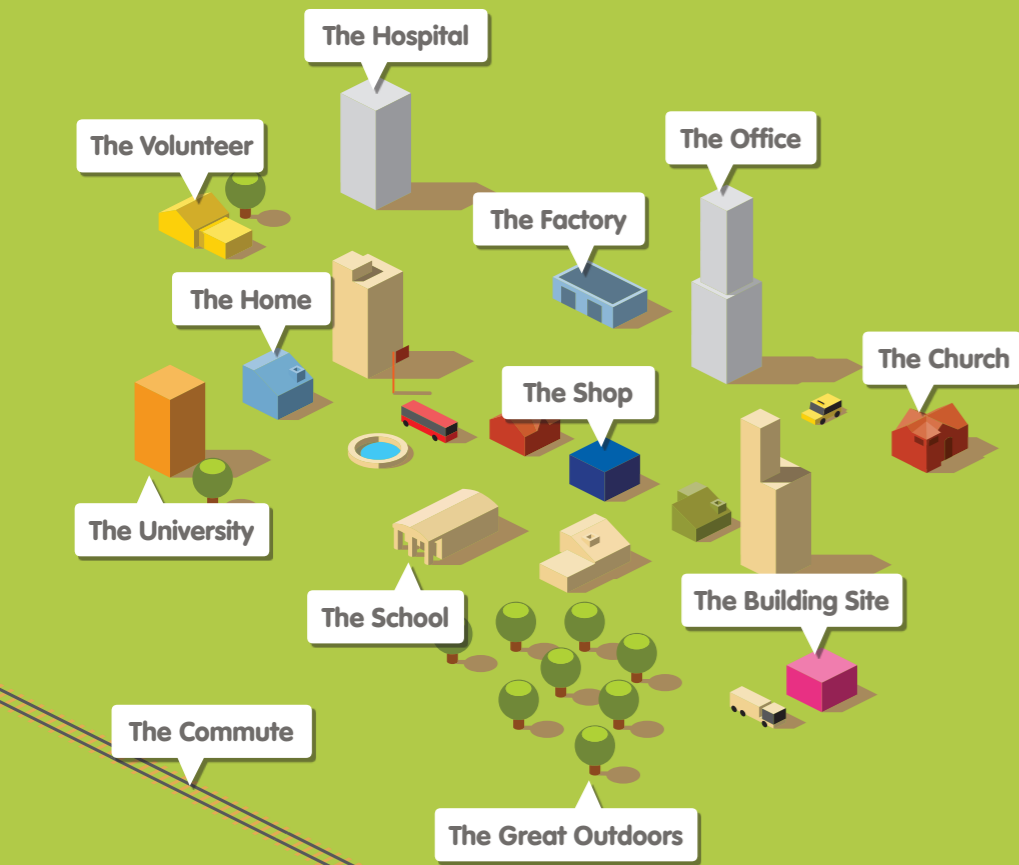 The Hospital
The Volunteer
The Office
The Factory
The Home
The Church
The Shop
The University
The School
The Building Site
The Commute
The Great Outdoors